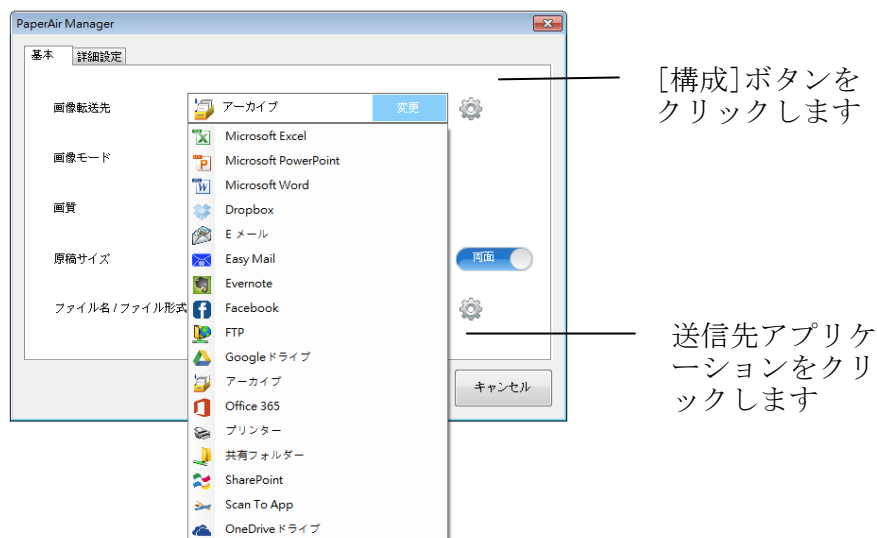 PaperAir Manager
基本
詳細設定
画像転送先
アーカイブ
変更
Microsoft Excel
Microsoft PowerPoint
Microsoft Word
Dropbox
E メール
Easy Mail
Evernote
Facebook
FTP
Googleドライブ
アーカイブ
Office 365
プリンター
共有フォルダー
SharePoint
Scan To App
OneDriveドライブ
画像モード
画質
原稿サイズ
両面
ファイル名 / ファイル形式
キャンセル
[構成]ボタンを
クリックします
送信先アプリケ
ーションをクリ
ックします